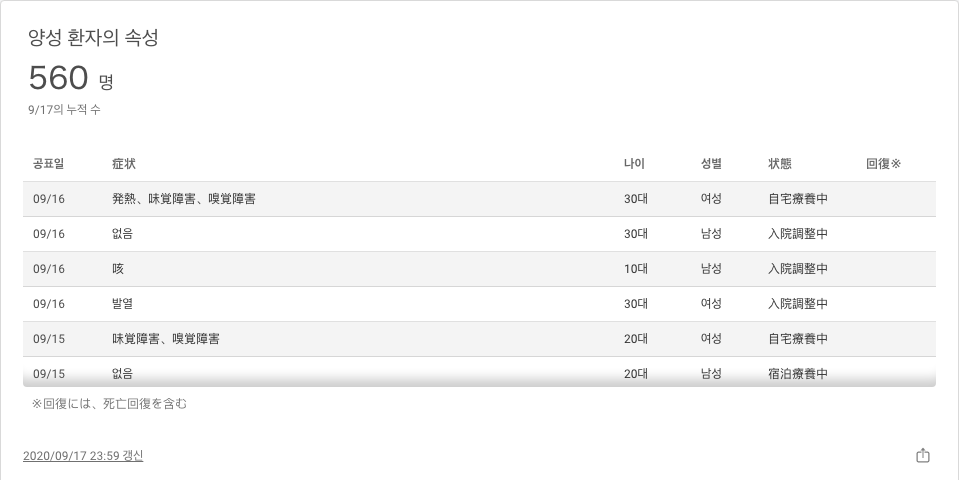 양성 환자의 속성
560 명
9/17의 누적 수
공표일 症状 나이 성별 状態 回復※
09/16 発熱、味覚障害、嗅覚障害 30대 여성 自宅療養中
09/16 없음 30대 남성 入院調整中
09/16 咳 10대 남성 入院調整中
09/16 발열 30대 여성 入院調整中
09/15 味覚障害、嗅覚障害 20대 여성 自宅療養中
09/15 없음 20대 남성 宿泊療養中
※回復には、死亡回復を含む
2020/09/17 23:59 갱신